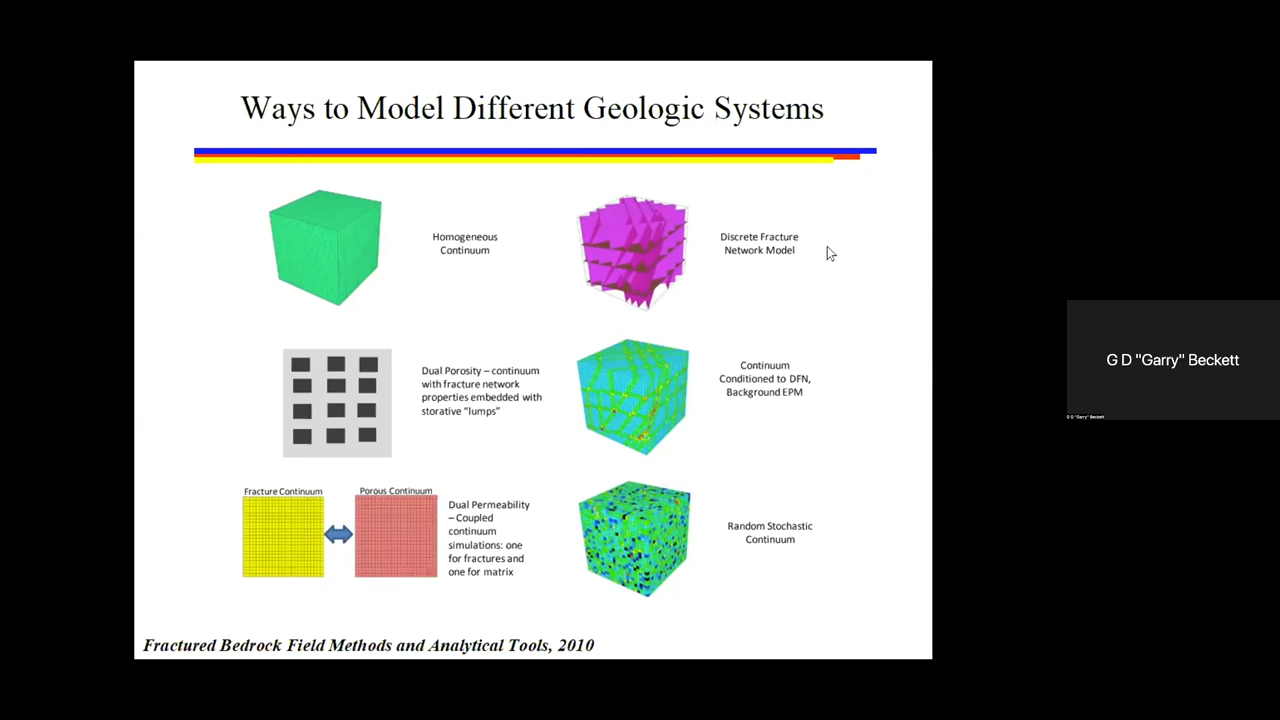 Ways to Model Different Geologic Systems
Homogeneous
Continuum
Discrete Fracture
Network Model
Dual Porosity – continuum
with fracture network
properties embedded with
storative “lumps”
Continuum
Conditioned to DFN,
Background EPM
Fracture Continuum
Porous Continuum
Dual Permeability
– Coupled
continuum
simulations: one
for fractures and
one for matrix
Random Stochastic
Continuum
Fractured Bedrock Field Methods and Analytical Tools, 2010
G D "Garry" Beckett
G D "Garry" Beckett